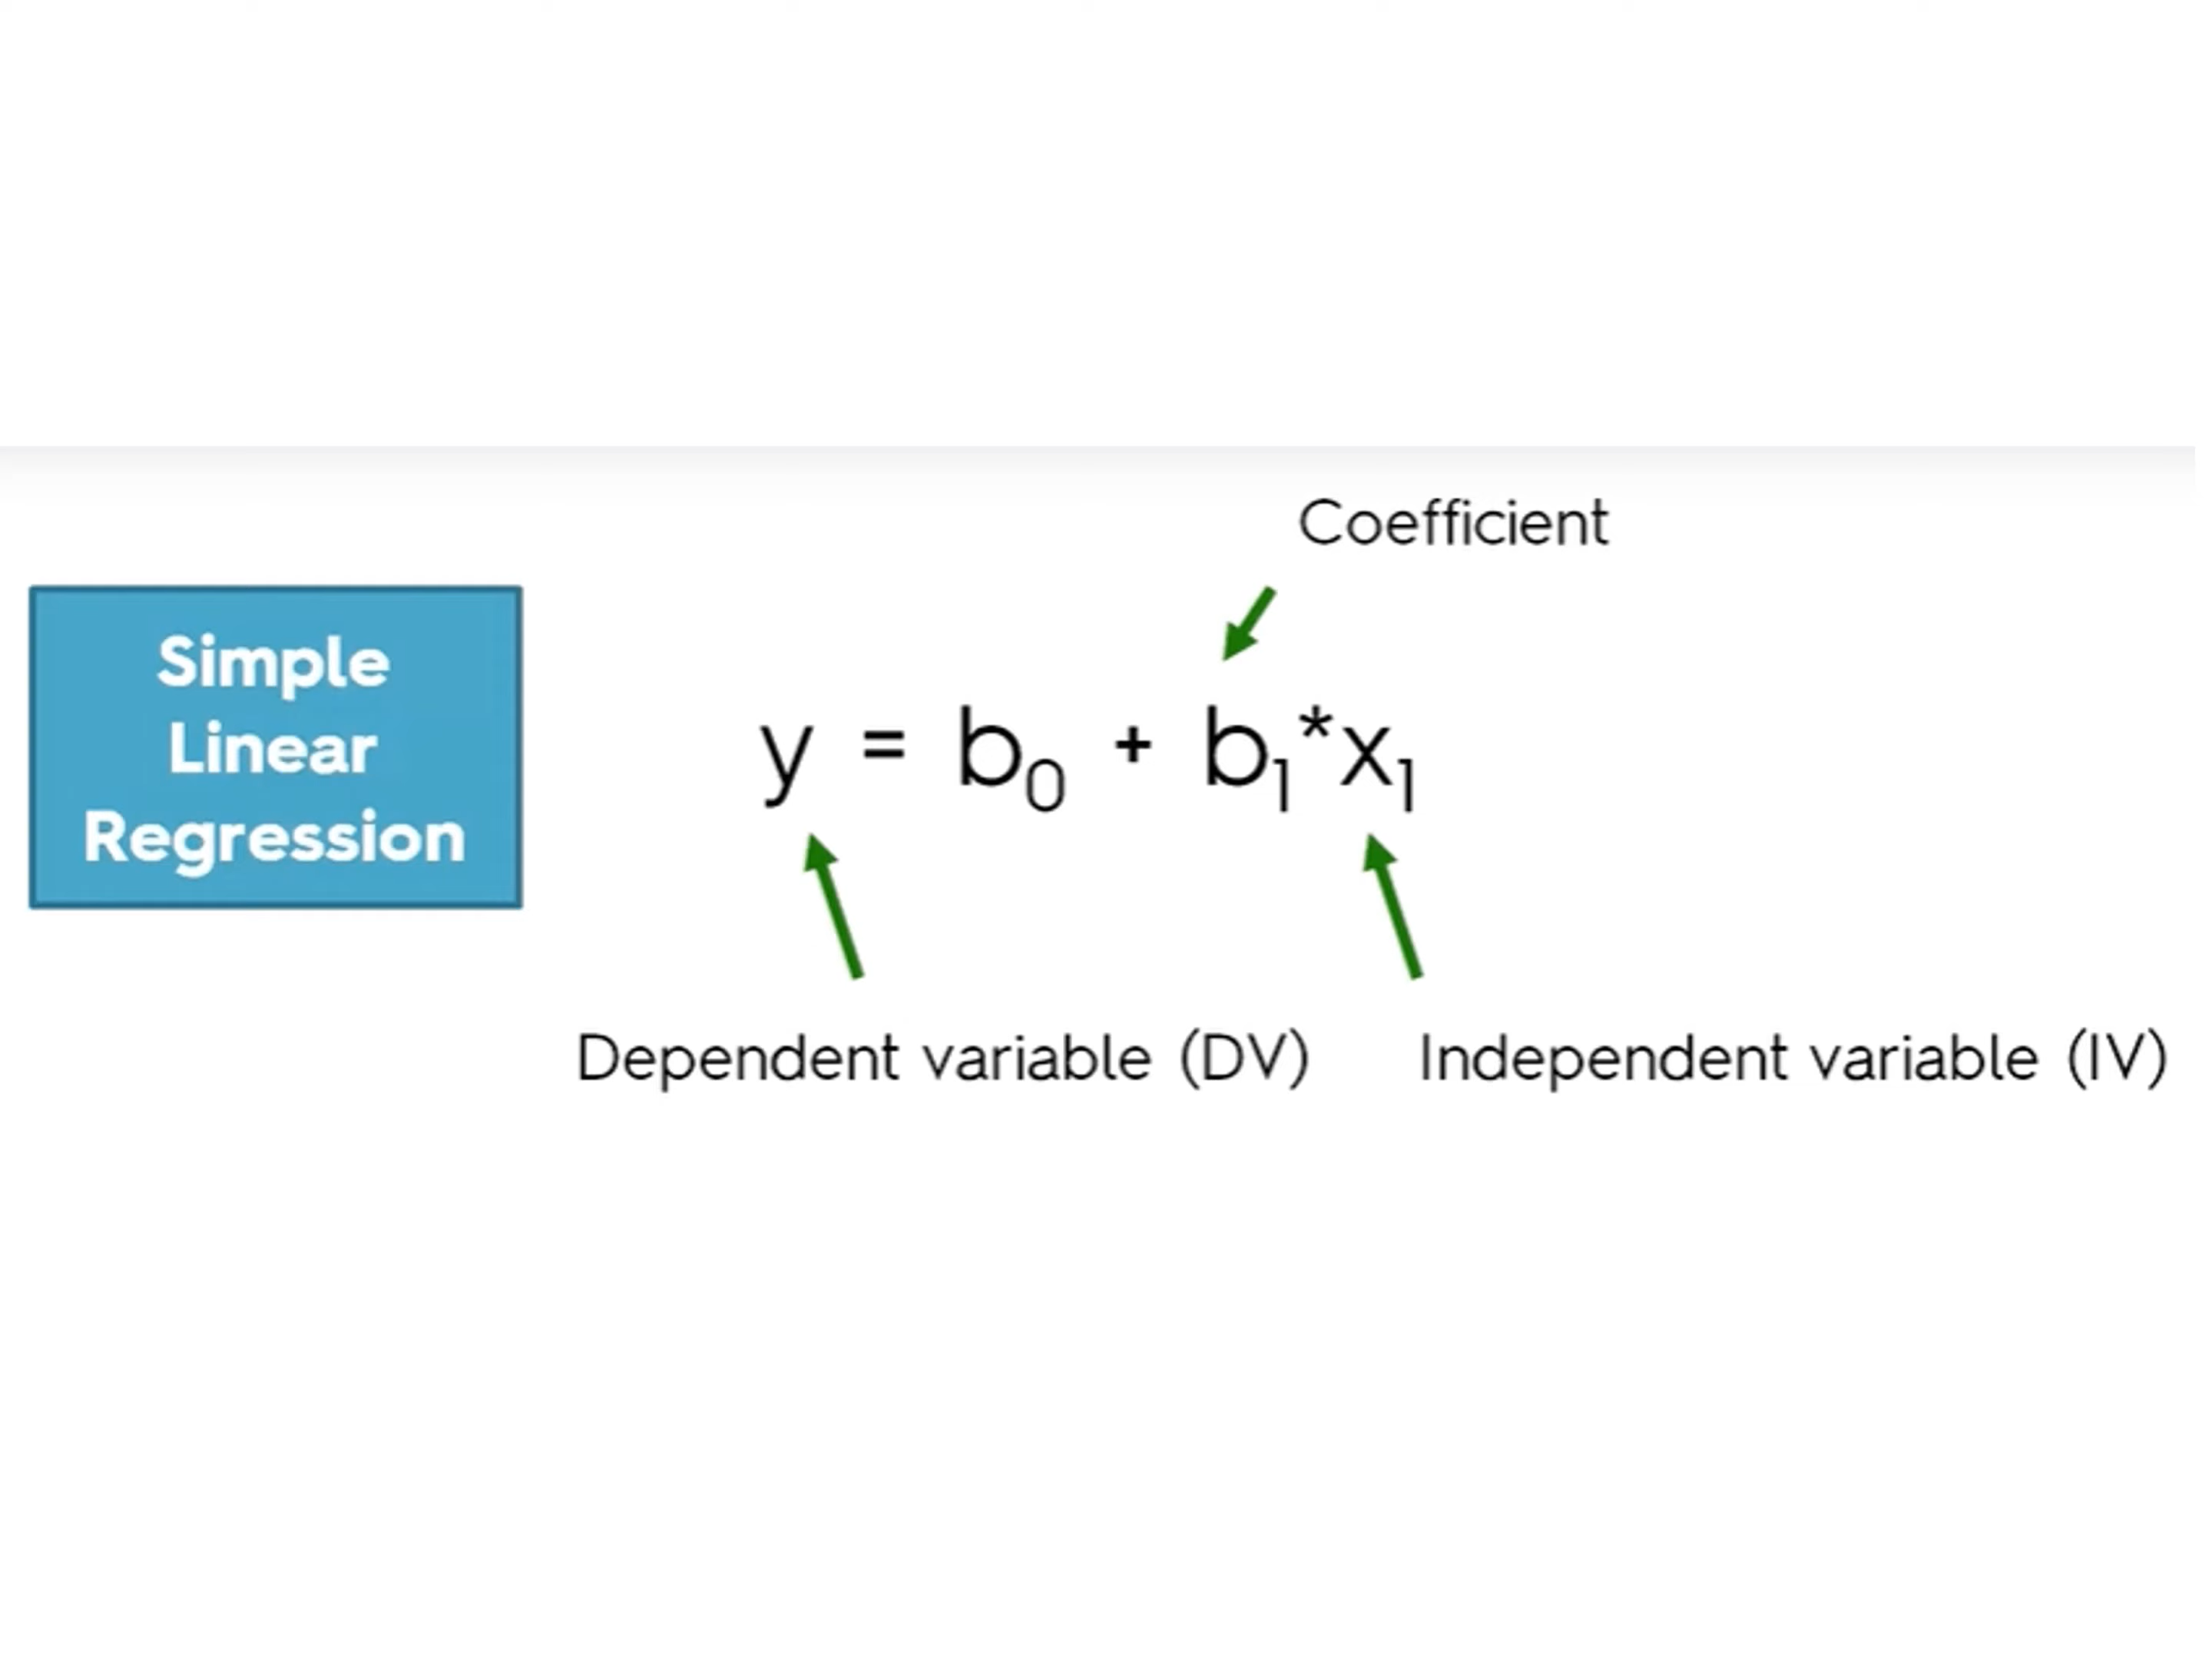 Coefficient
Simple
Linear
Regression
y = b₀ + b₁*x₁
Dependent variable (DV)
Independent variable (IV)